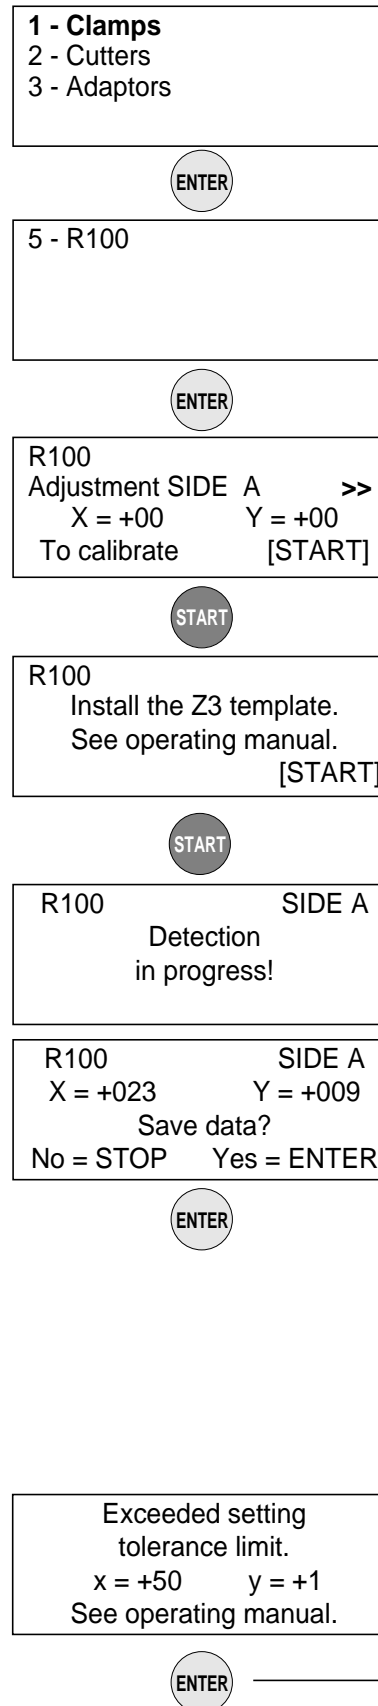 1 - Clamps
2 - Cutters
3 - Adaptors
ENTER
5 - R100
ENTER
R100
Adjustment SIDE A >>
X = +00 Y = +00
To calibrate [START]
START
R100
Install the Z3 template.
See operating manual.
[START]
START
R100 SIDE A
Detection
in progress!
R100 SIDE A
X = +023 Y = +009
Save data?
No = STOP Yes = ENTER
ENTER
Exceeded setting
tolerance limit.
x = +50 y = +1
See operating manual.
ENTER